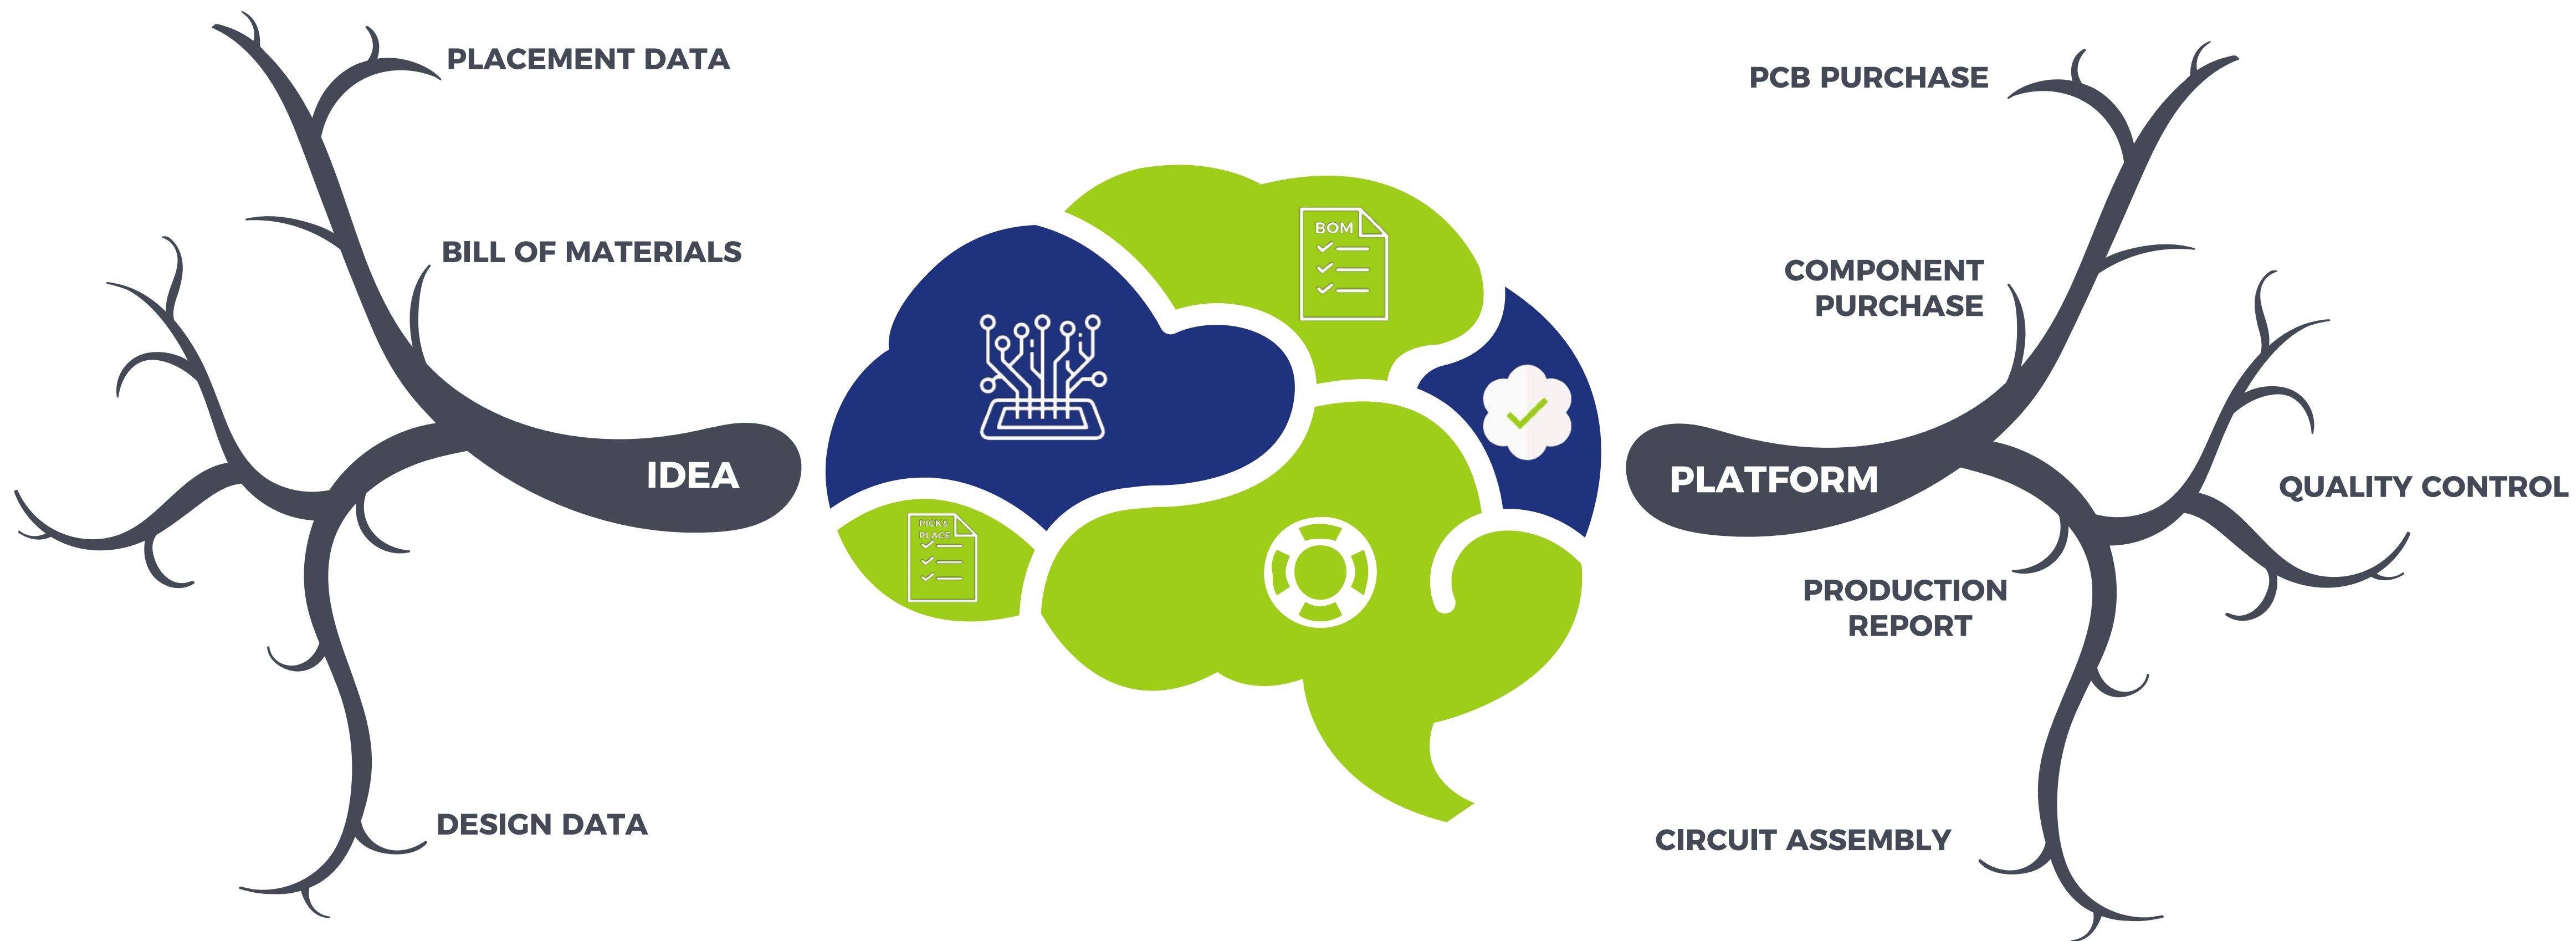 PLACEMENT DATA
BILL OF MATERIALS
IDEA
DESIGN DATA
BOM
PICK &
PLACE
PCB PURCHASE
COMPONENT
PURCHASE
PLATFORM
QUALITY CONTROL
PRODUCTION
REPORT
CIRCUIT ASSEMBLY